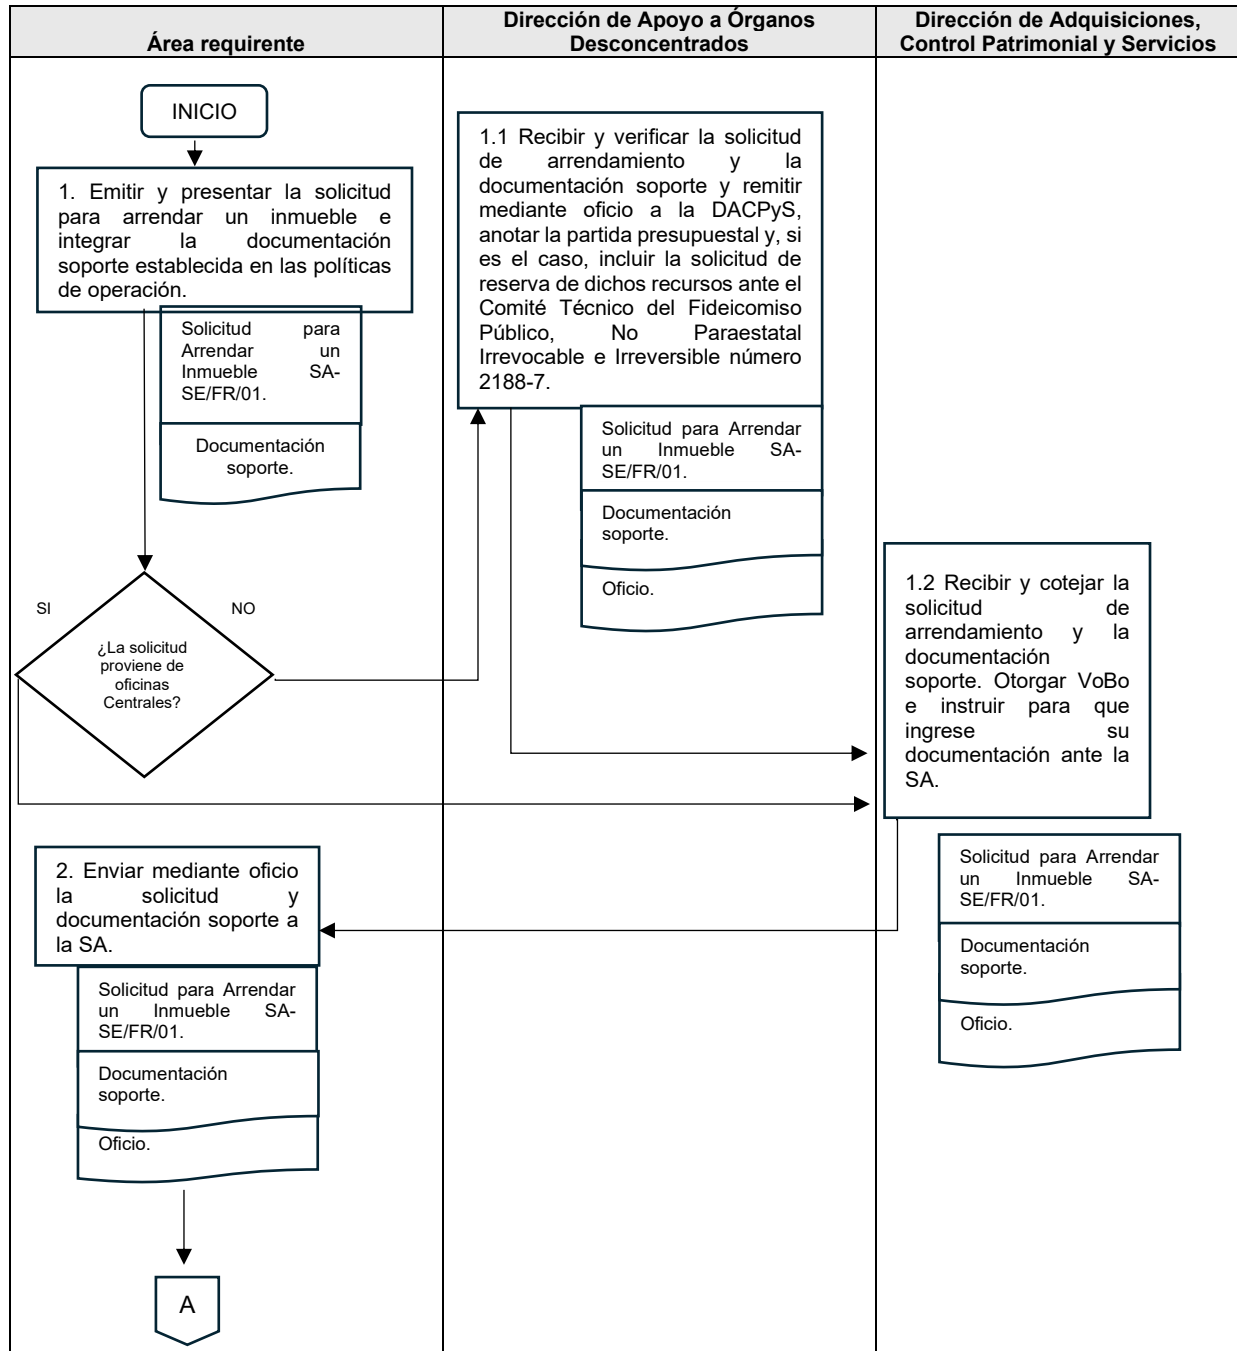 Área requirente
Dirección de Apoyo a Órganos
Desconcentrados
Dirección de Adquisiciones,
Control Patrimonial y Servicios
INICIO
1. Emitir y presentar la solicitud
para arrendar un inmueble e
integrar la documentación
soporte establecida en las políticas
de operación.
Solicitud para
Arrendar un
Inmueble SA-
SE/FR/01.
Documentación
soporte.
SI
NO
¿La solicitud
proviene de
oficinas
Centrales?
1.1 Recibir y verificar la solicitud
de arrendamiento y la
documentación soporte y remitir
mediante oficio a la DACPyS,
anotar la partida presupuestal y, si
es el caso, incluir la solicitud de
reserva de dichos recursos ante el
Comité Técnico del Fideicomiso
Público, No Paraestatal
Irrevocable e Irreversible número
2188-7.
Solicitud para Arrendar
un Inmueble SA-
SE/FR/01.
Documentación
soporte.
Oficio.
1.2 Recibir y cotejar la
solicitud de
arrendamiento y la
documentación
soporte. Otorgar VoBo
e instruir para que
ingrese su
documentación ante la
SA.
Solicitud para Arrendar
un Inmueble SA-
SE/FR/01.
Documentación
soporte.
Oficio.
2. Enviar mediante oficio
la solicitud y
documentación soporte a
la SA.
Solicitud para Arrendar
un Inmueble SA-
SE/FR/01.
Documentación
soporte.
Oficio.
A